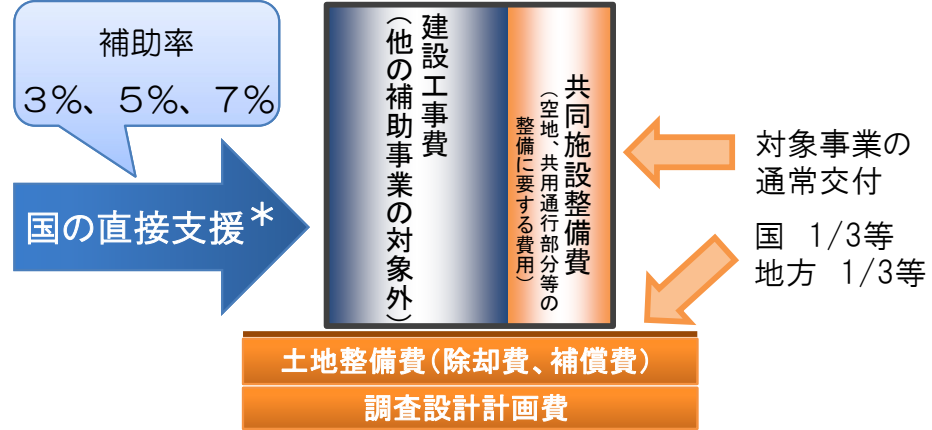 補助率
３%、５%、７%
国の直接支援*
建設工事費
（他の補助事業の対象外）
共同施設整備費
（空地、共用通行部分等の
整備に要する費用）
対象事業の
通常交付
国　1/3等
地方　1/3等
土地整備費（除却費、補償費）
調査設計計画費